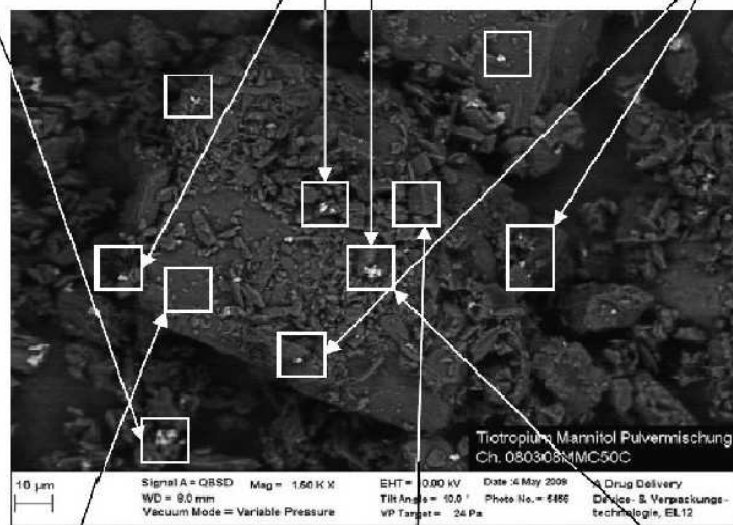 Tiotropium Mannitol Pulvermischung
Ch. 080308MMC50C
10 µm
Signal A = QBSD Mag = 1.50 K X
WD = 9.0 mm
Vacuum Mode = Variable Pressure
EHT = 10.00 kV Date :4 May 2009
Tilt Angle = 10.0 ° Photo No. =
VP Target = 24 Pa
A Drug Delivery
Device- & Verpackungs-
technologie, EIL12